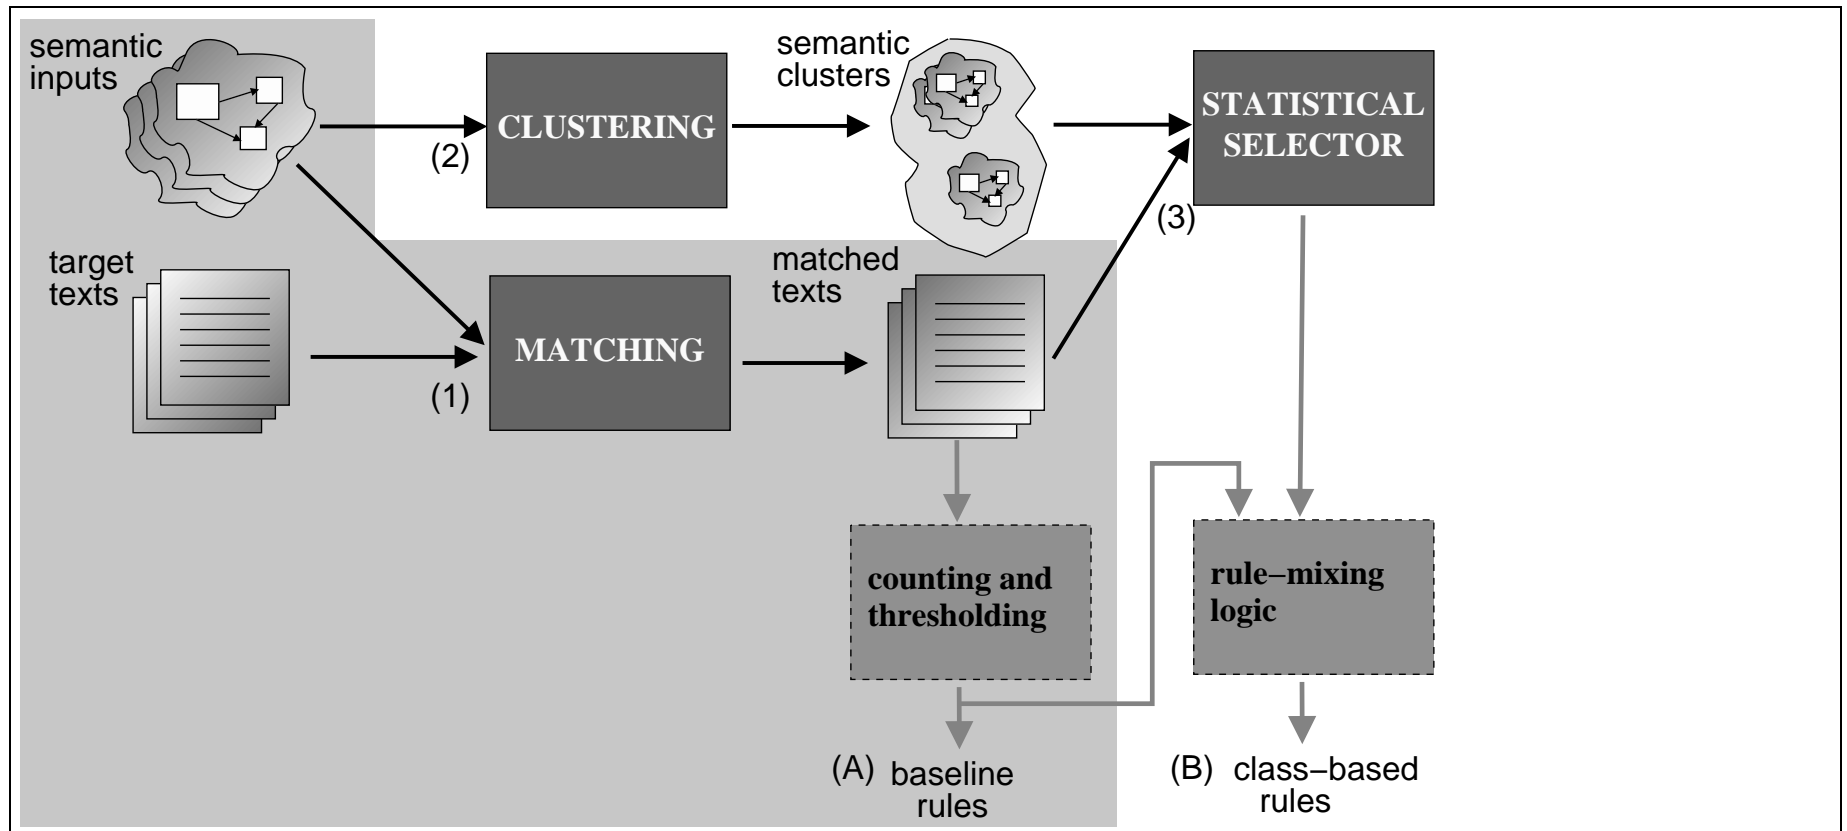 semantic
inputs
CLUSTERING
(2)
semantic
clusters
STATISTICAL
SELECTOR
(3)
target
texts
MATCHING
(1)
matched
texts
counting and
thresholding
rule−mixing
logic
(A) baseline
rules
(B) class−based
rules